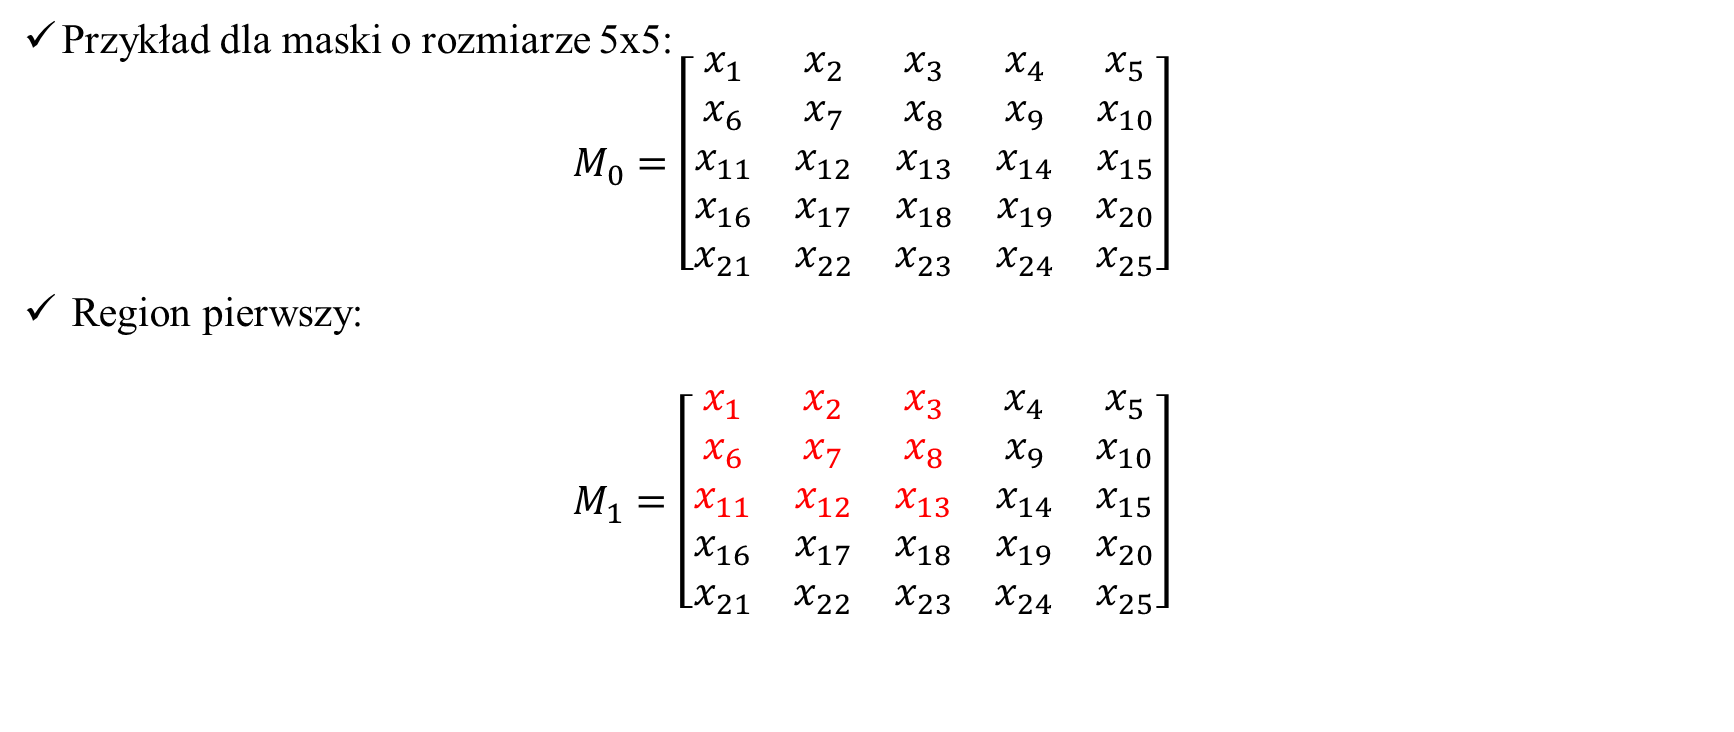 ✓ Przykład dla maski o rozmiarze 5x5:
x₁ x₂ x₃ x₄ x₅
x₆ x₇ x₈ x₉ x₁₀
M₀ = x₁₁ x₁₂ x₁₃ x₁₄ x₁₅
x₁₆ x₁₇ x₁₈ x₁₉ x₂₀
x₂₁ x₂₂ x₂₃ x₂₄ x₂₅
✓ Region pierwszy:
x₁ x₂ x₃ x₄ x₅
x₆ x₇ x₈ x₉ x₁₀
M₁ = x₁₁ x₁₂ x₁₃ x₁₄ x₁₅
x₁₆ x₁₇ x₁₈ x₁₉ x₂₀
x₂₁ x₂₂ x₂₃ x₂₄ x₂₅